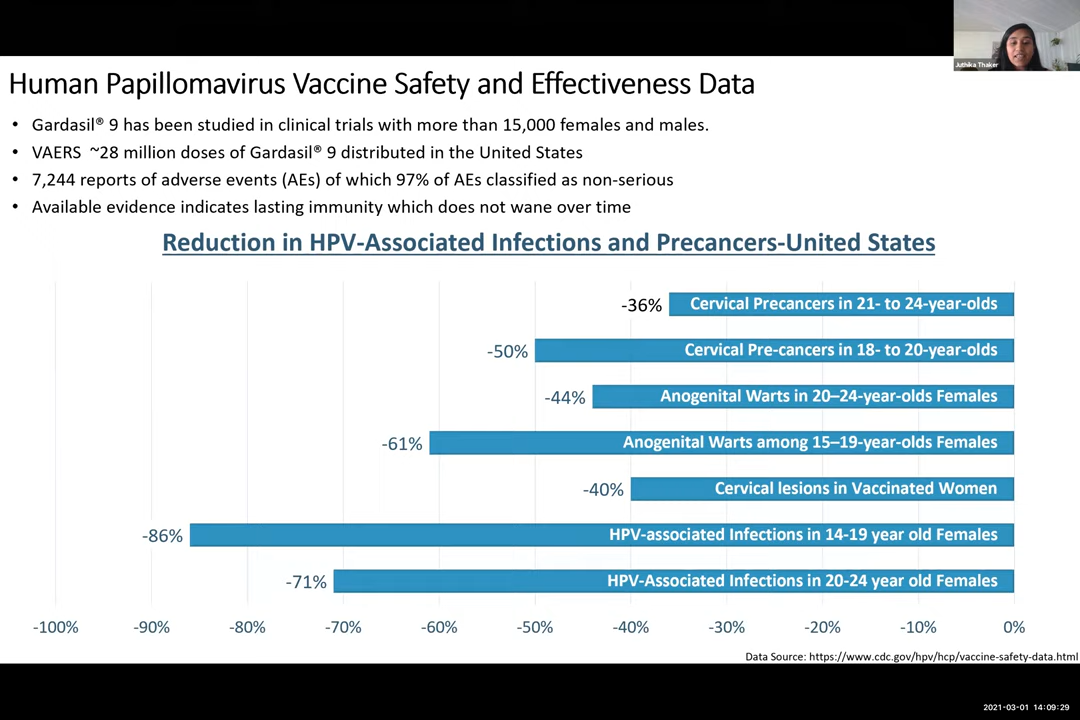 Juthika Thaker
Human Papillomavirus Vaccine Safety and Effectiveness Data
• Gardasil® 9 has been studied in clinical trials with more than 15,000 females and males.
• VAERS ~28 million doses of Gardasil® 9 distributed in the United States
• 7,244 reports of adverse events (AEs) of which 97% of AEs classified as non-serious
• Available evidence indicates lasting immunity which does not wane over time
Reduction in HPV-Associated Infections and Precancers-United States
-36% Cervical Precancers in 21- to 24-year-olds
-50% Cervical Pre-cancers in 18- to 20-year-olds
-44% Anogenital Warts in 20–24-year-olds Females
-61% Anogenital Warts among 15–19-year-olds Females
-40% Cervical lesions in Vaccinated Women
-86% HPV-associated Infections in 14-19 year old Females
-71% HPV-Associated Infections in 20-24 year old Females
-100% -90% -80% -70% -60% -50% -40% -30% -20% -10% 0%
Data Source: https://www.cdc.gov/hpv/hcp/vaccine-safety-data.html
2021-03-01 14:09:29